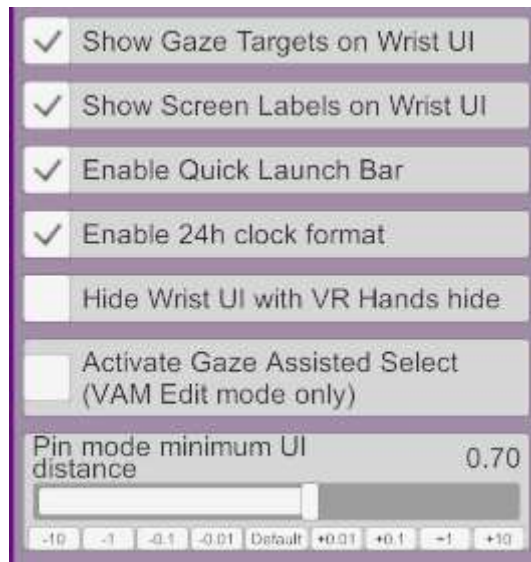 Show Gaze Targets on Wrist UI
Show Screen Labels on Wrist UI
Enable Quick Launch Bar
Enable 24h clock format
Hide Wrist UI with VR Hands hide
Activate Gaze Assisted Select
(VAM Edit mode only)
Pin mode minimum UI
distance
0.70
-10 -1 -0.1 -0.01 Default +0.01 +0.1 +1 +10